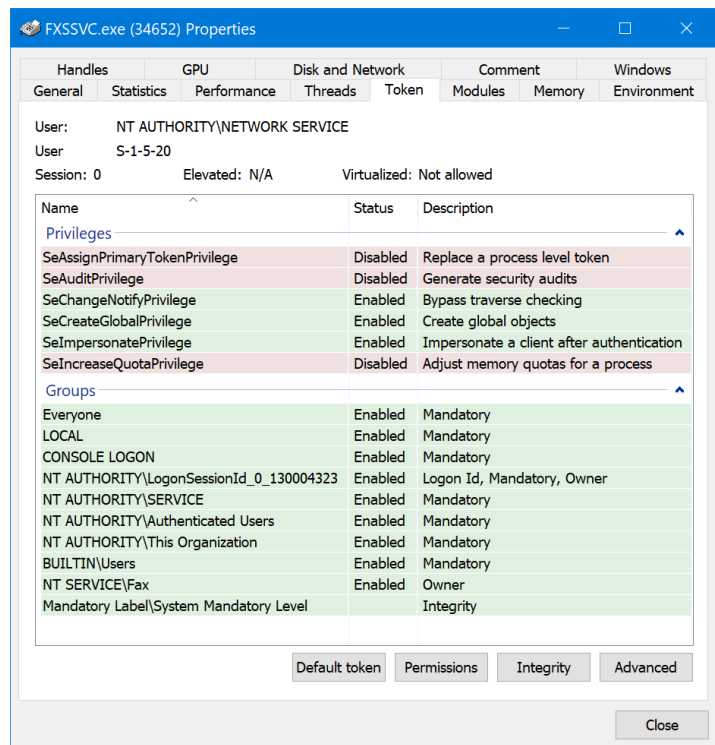 FXSSVC.exe (34652) Properties
Handles GPU Disk and Network Comment Windows
General Statistics Performance Threads Token Modules Memory Environment
User: NT AUTHORITY\NETWORK SERVICE
User S-1-5-20
Session: 0 Elevated: N/A Virtualized: Not allowed
Name Status Description
Privileges
SeAssignPrimaryTokenPrivilege Disabled Replace a process level token
SeAuditPrivilege Disabled Generate security audits
SeChangeNotifyPrivilege Enabled Bypass traverse checking
SeCreateGlobalPrivilege Enabled Create global objects
SeImpersonatePrivilege Enabled Impersonate a client after authentication
SeIncreaseQuotaPrivilege Disabled Adjust memory quotas for a process
Groups
Everyone Enabled Mandatory
LOCAL Enabled Mandatory
CONSOLE LOGON Enabled Mandatory
NT AUTHORITY\LogonSessionId_0_130004323 Enabled Logon Id, Mandatory, Owner
NT AUTHORITY\SERVICE Enabled Mandatory
NT AUTHORITY\Authenticated Users Enabled Mandatory
NT AUTHORITY\This Organization Enabled Mandatory
BUILTIN\Users Enabled Mandatory
NT SERVICE\Fax Enabled Owner
Mandatory Label\System Mandatory Level Integrity
Default token Permissions Integrity Advanced
Close